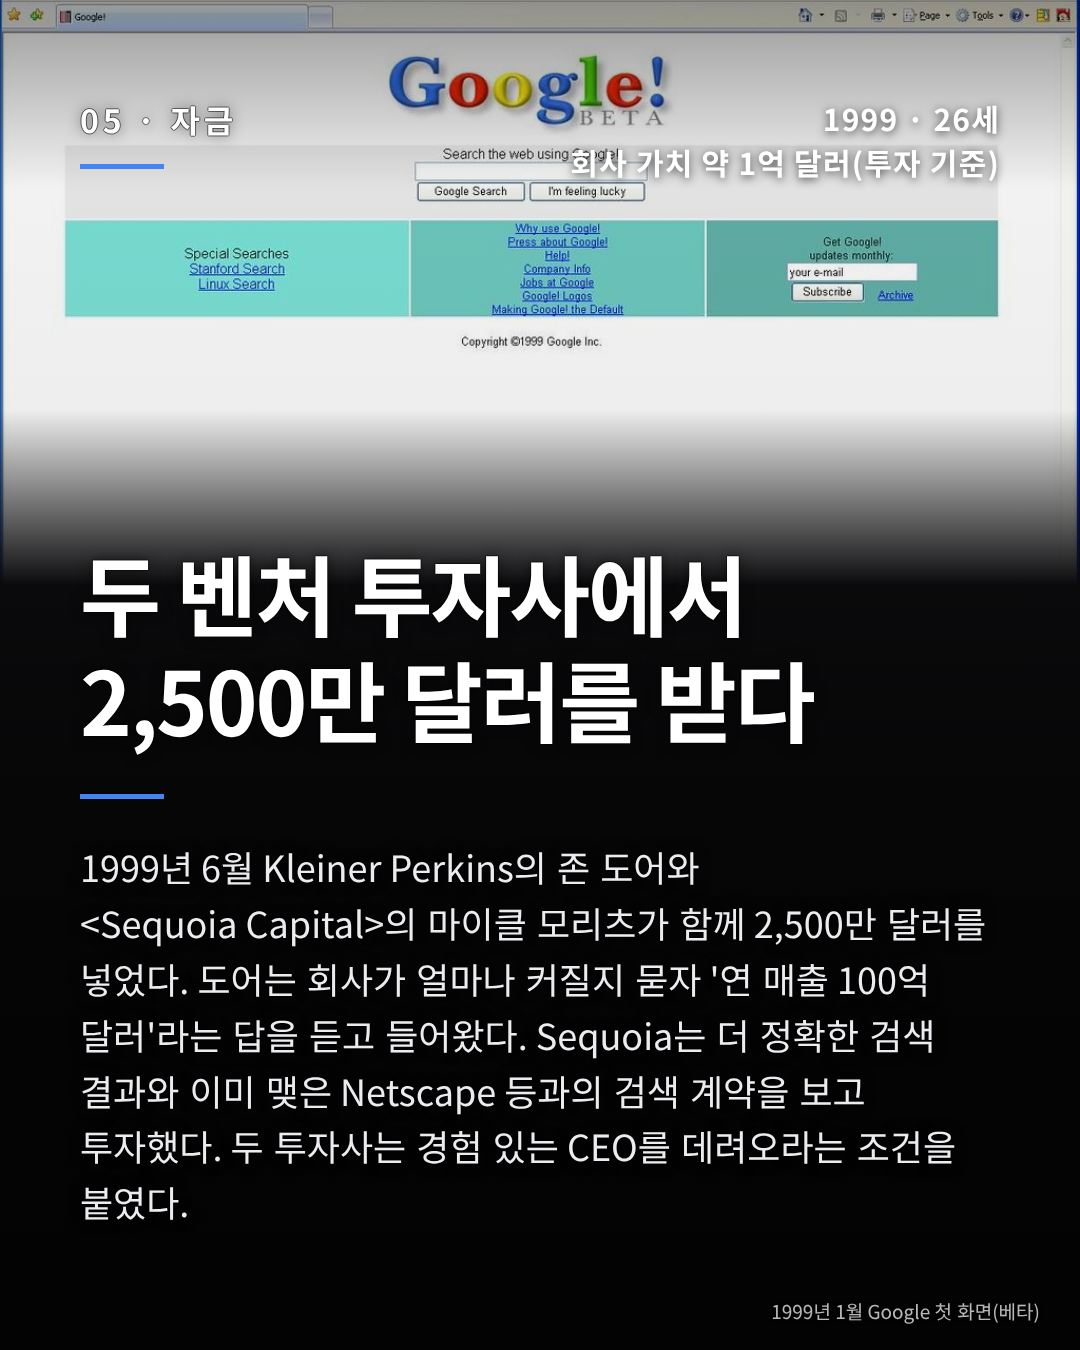 Google!
Page
Tools
Google!
BETA
05 · 자금
1999 · 26세
회사 가치 약 1억 달러(투자 기준)
Search the web using Google!
Google Search
I'm feeling lucky
Special Searches
Stanford Search
Linux Search
Why use Google!
Press about Google!
Help!
Company Info
Jobs at Google
Google! Logos
Making Google! the Default
Get Google!
updates monthly:
your e-mail
Subscribe
Archive
Copyright ©1999 Google Inc.
두 벤처 투자사에서
2,500만 달러를 받다
1999년 6월 Kleiner Perkins의 존 도어와
<Sequoia Capital>의 마이클 모리츠가 함께 2,500만 달러를
넣었다. 도어는 회사가 얼마나 커질지 묻자 '연 매출 100억
달러'라는 답을 듣고 들어왔다. Sequoia는 더 정확한 검색
결과와 이미 맺은 Netscape 등과의 검색 계약을 보고
투자했다. 두 투자사는 경험 있는 CEO를 데려오라는 조건을
붙였다.
1999년 1월 Google 첫 화면(베타)